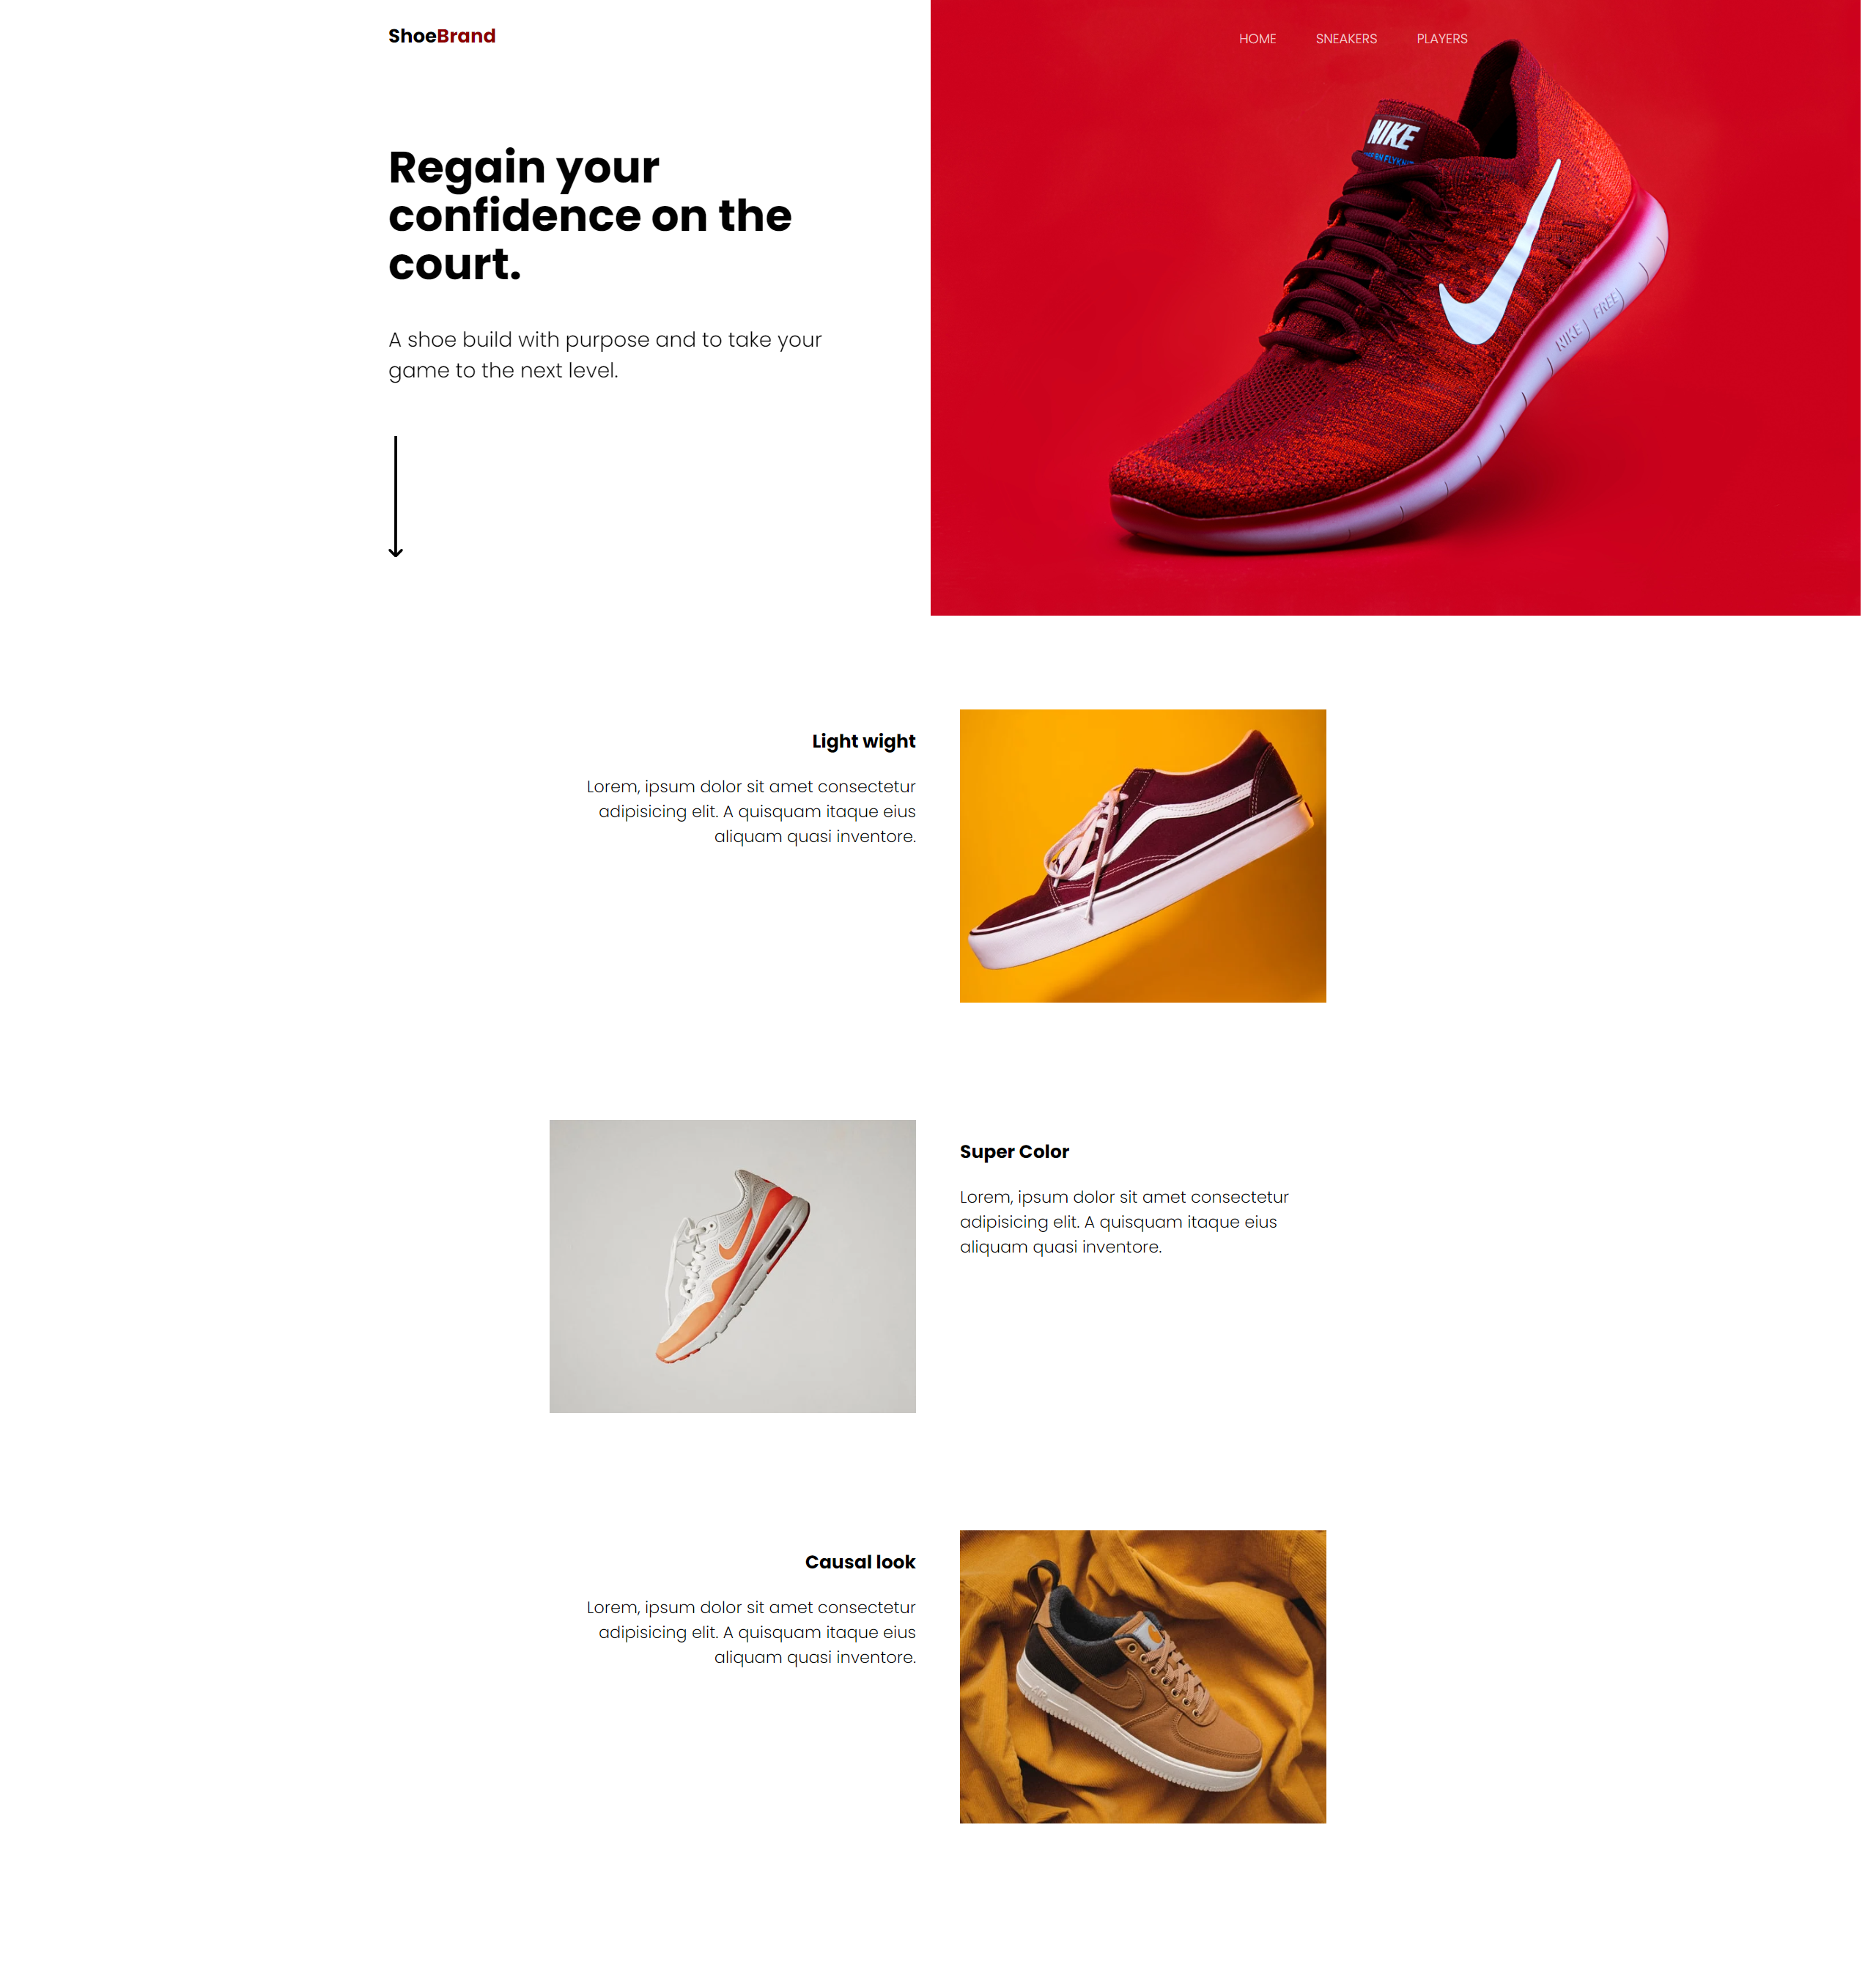 ShoeBrand
HOME SNEAKERS PLAYERS
Regain your
confidence on the
court.
A shoe build with purpose and to take your
game to the next level.
NIKE
NIKE FREE
Light wight
Lorem, ipsum dolor sit amet consectetur
adipisicing elit. A quisquam itaque eius
aliquam quasi inventore.
Super Color
Lorem, ipsum dolor sit amet consectetur
adipisicing elit. A quisquam itaque eius
aliquam quasi inventore.
Causal look
Lorem, ipsum dolor sit amet consectetur
adipisicing elit. A quisquam itaque eius
aliquam quasi inventore.
AIR